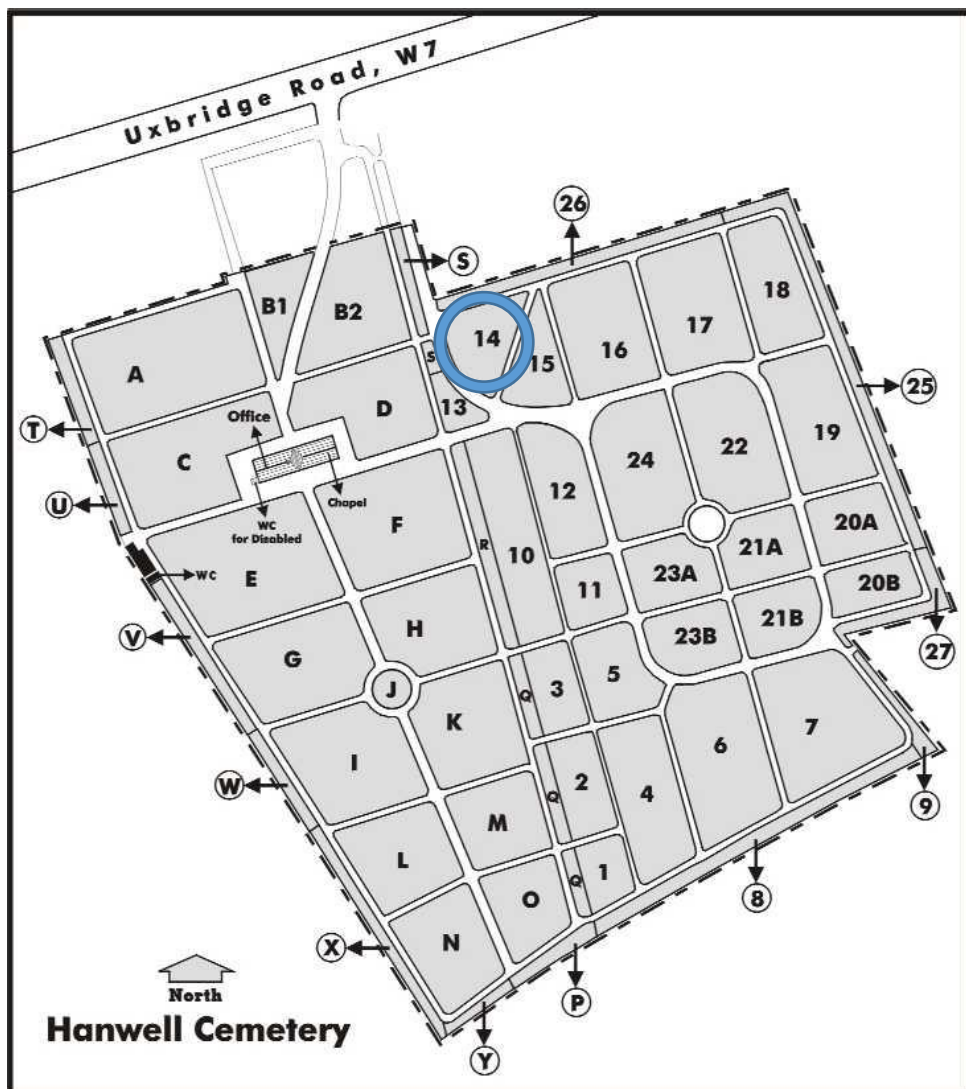 Uxbridge Road, W7
26
S
18
B1
B2
17
14
16
15
S
A
25
13
D
Office
T
19
22
24
C
12
U
Chapel
F
WC
for Disabled
20A
R
10
21A
WC
E
23A
11
20B
21B
H
23B
V
27
G
5
J
3
Q
K
7
6
I
W
2
4
Q
9
M
L
1
Q
8
O
N
X
North
P
Hanwell Cemetery
Y